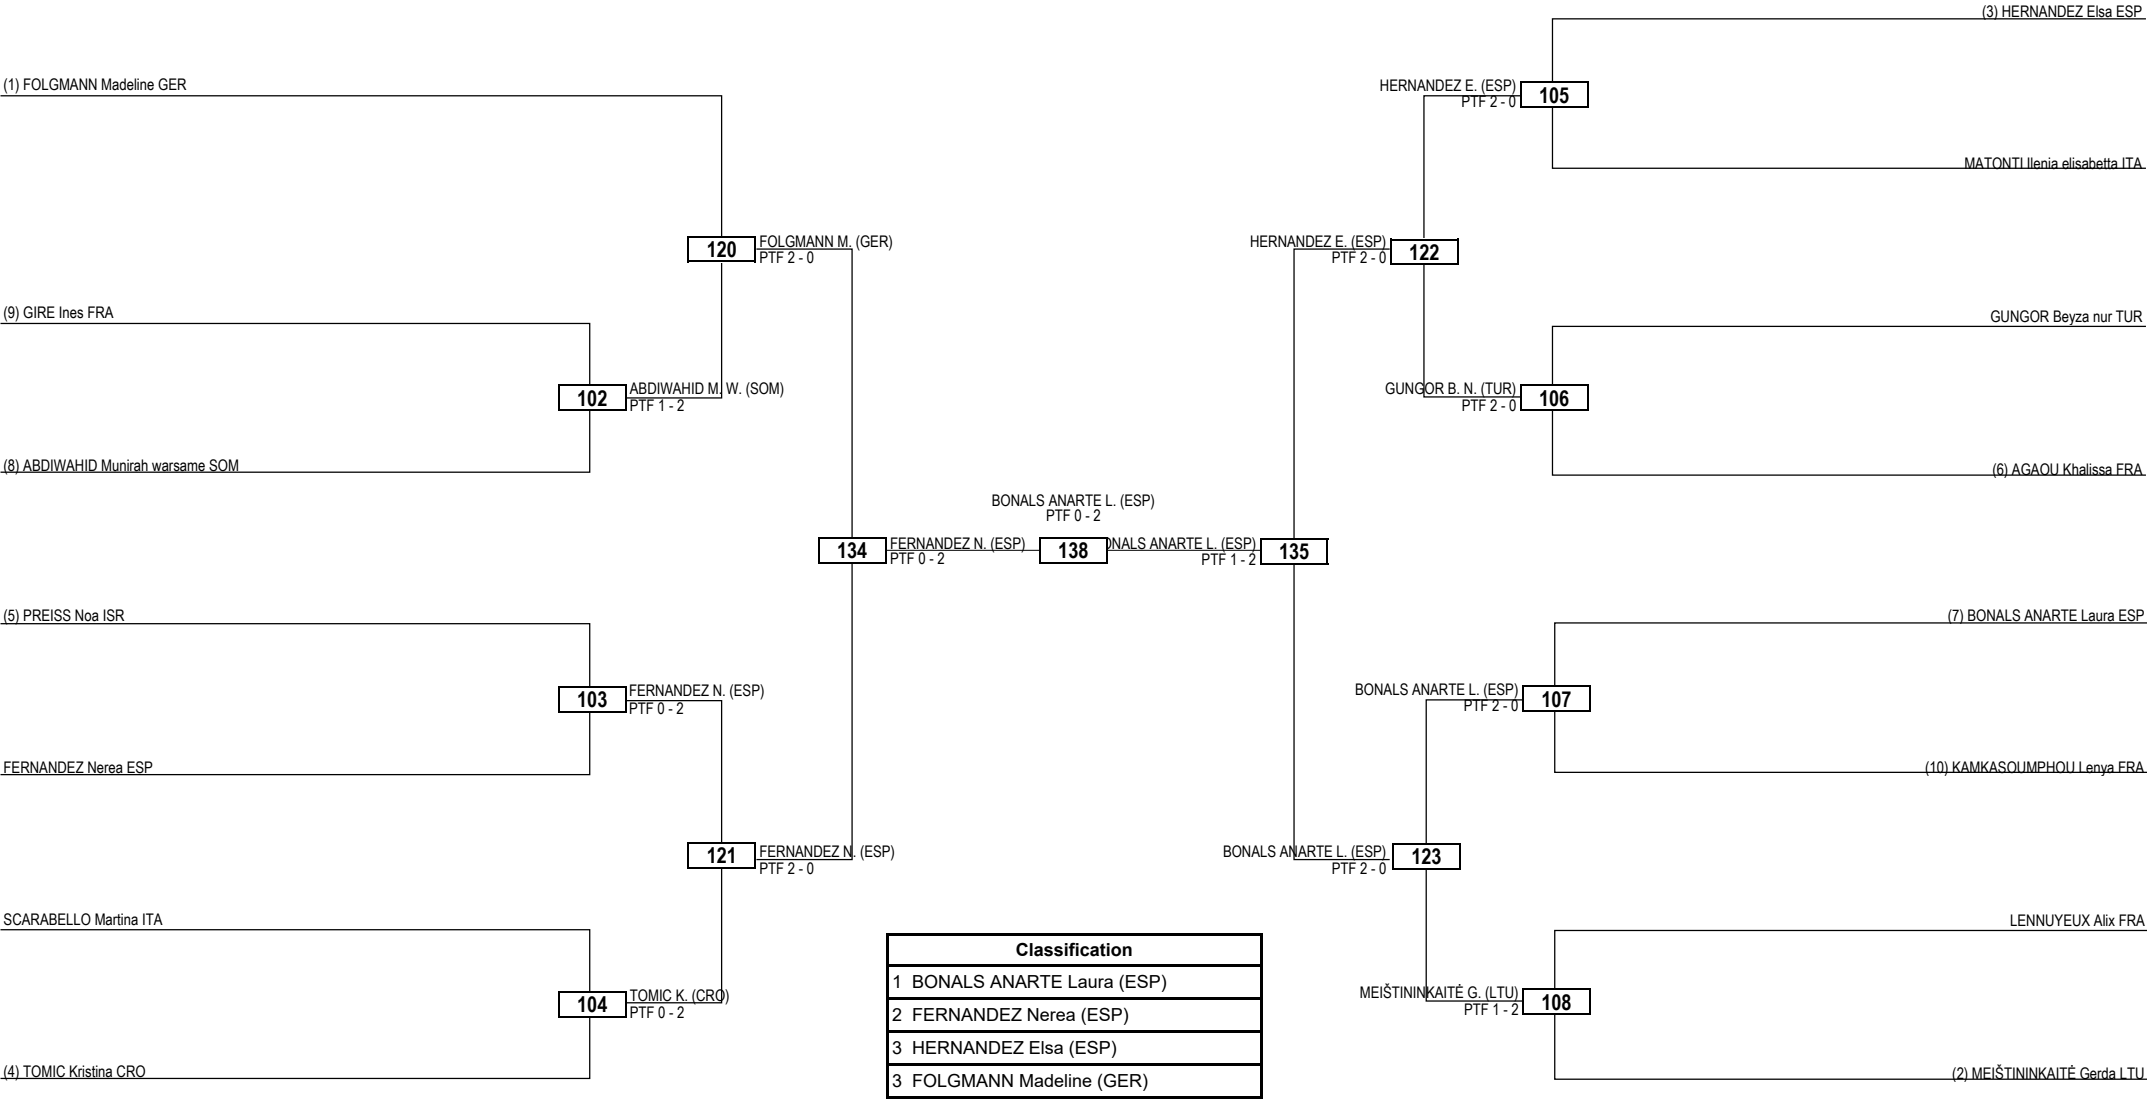 (3) HERNANDEZ Elsa ESP
(1) FOLGMANN Madeline GER
HERNANDEZ E. (ESP)
PTF 2 - 0
105
MATONTI Ilenia elisabetta ITA
120
FOLGMANN M. (GER)
PTF 2 - 0
HERNANDEZ E. (ESP)
PTF 2 - 0
122
(9) GIRE Ines FRA
GUNGOR Beyza nur TUR
102
ABDIWAHID M. W. (SOM)
PTF 1 - 2
GUNGOR B. N. (TUR)
PTF 2 - 0
106
(8) ABDIWAHID Munirah warsame SOM
(6) AGAOU Khalissa FRA
BONALS ANARTE L. (ESP)
PTF 0 - 2
134
FERNANDEZ N. (ESP)
PTF 0 - 2
138
ONALS ANARTE L. (ESP)
PTF 1 - 2
135
(5) PREISS Noa ISR
(7) BONALS ANARTE Laura ESP
103
FERNANDEZ N. (ESP)
PTF 0 - 2
BONALS ANARTE L. (ESP)
PTF 2 - 0
107
FERNANDEZ Nerea ESP
(10) KAMKASOUMPHOU Lenya FRA
121
FERNANDEZ N. (ESP)
PTF 2 - 0
BONALS ANARTE L. (ESP)
PTF 2 - 0
123
SCARABELLO Martina ITA
LENNUYEUX Alix FRA
104
TOMIC K. (CRO)
PTF 0 - 2
MEIŠTININKAITĖ G. (LTU)
PTF 1 - 2
108
(4) TOMIC Kristina CRO
(2) MEIŠTININKAITĖ Gerda LTU
Classification
1 BONALS ANARTE Laura (ESP)
2 FERNANDEZ Nerea (ESP)
3 HERNANDEZ Elsa (ESP)
3 FOLGMANN Madeline (GER)